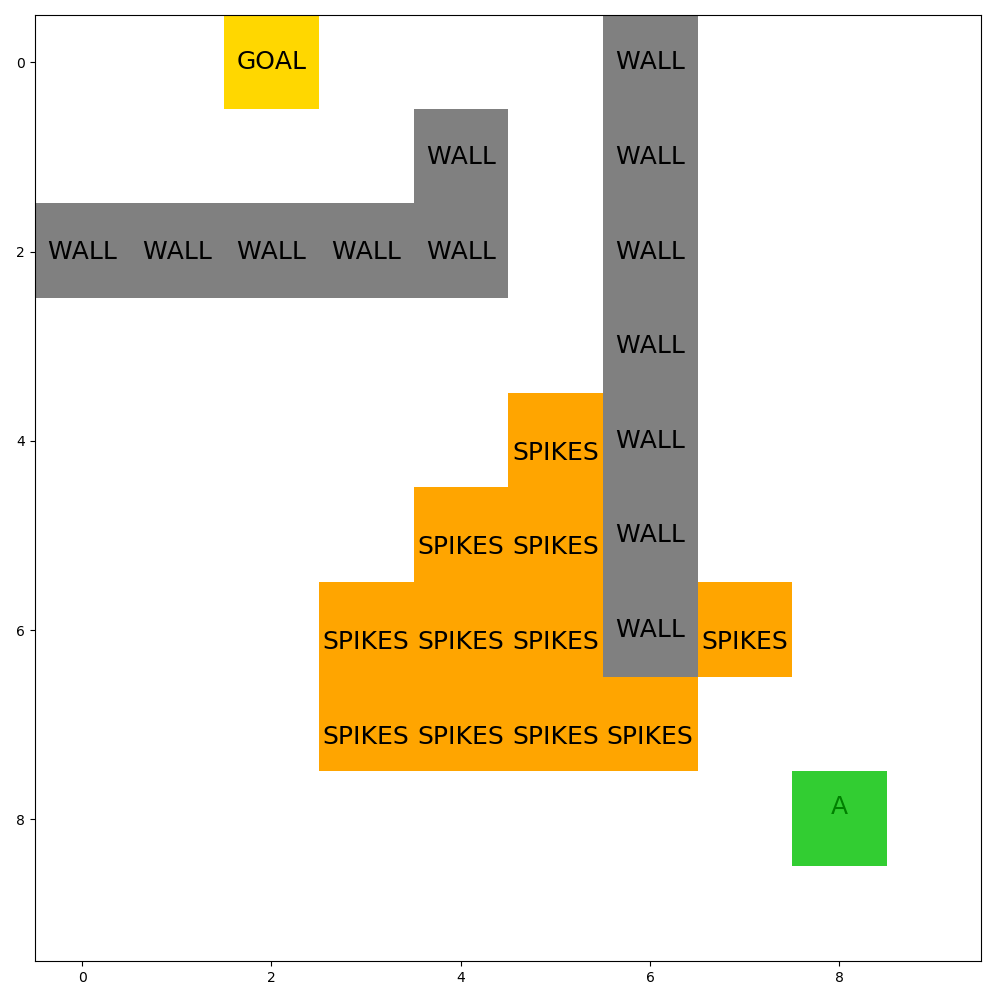 GOAL WALL
0
WALL WALL
WALL WALL WALL WALL WALL WALL
2
WALL
WALL
4
SPIKES
WALL
SPIKES SPIKES
WALL
6
SPIKES SPIKES SPIKES SPIKES
SPIKES SPIKES SPIKES SPIKES
A
8
0 2 4 6 8